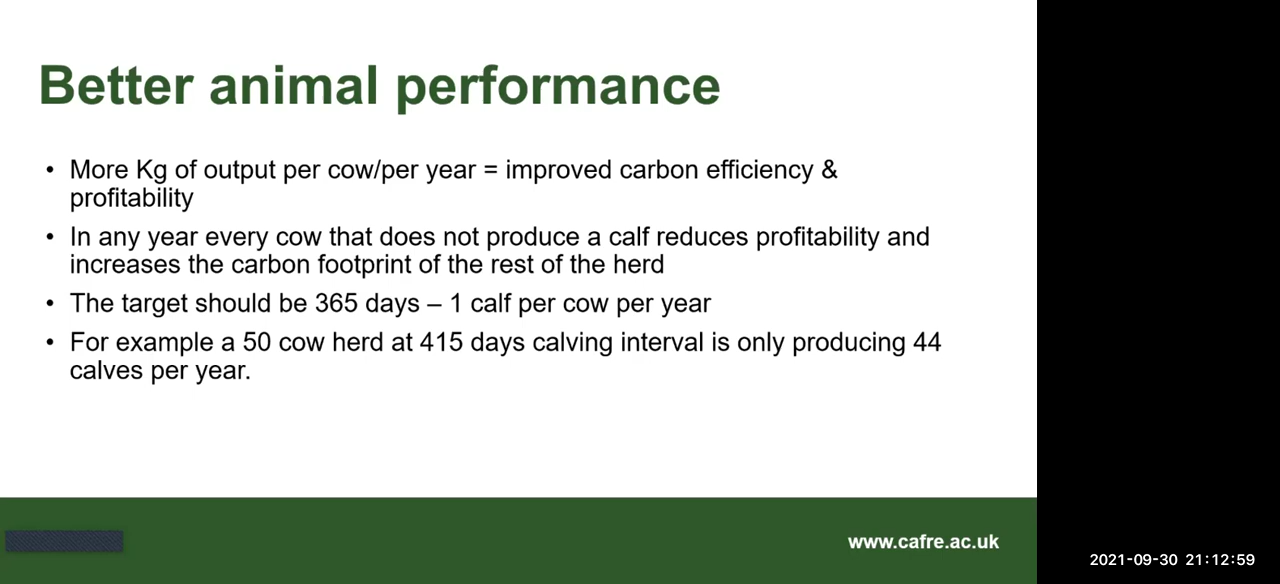 Better animal performance
• More Kg of output per cow/per year = improved carbon efficiency &
profitability
• In any year every cow that does not produce a calf reduces profitability and
increases the carbon footprint of the rest of the herd
• The target should be 365 days – 1 calf per cow per year
• For example a 50 cow herd at 415 days calving interval is only producing 44
calves per year.
www.cafre.ac.uk
2021-09-30 21:12:59